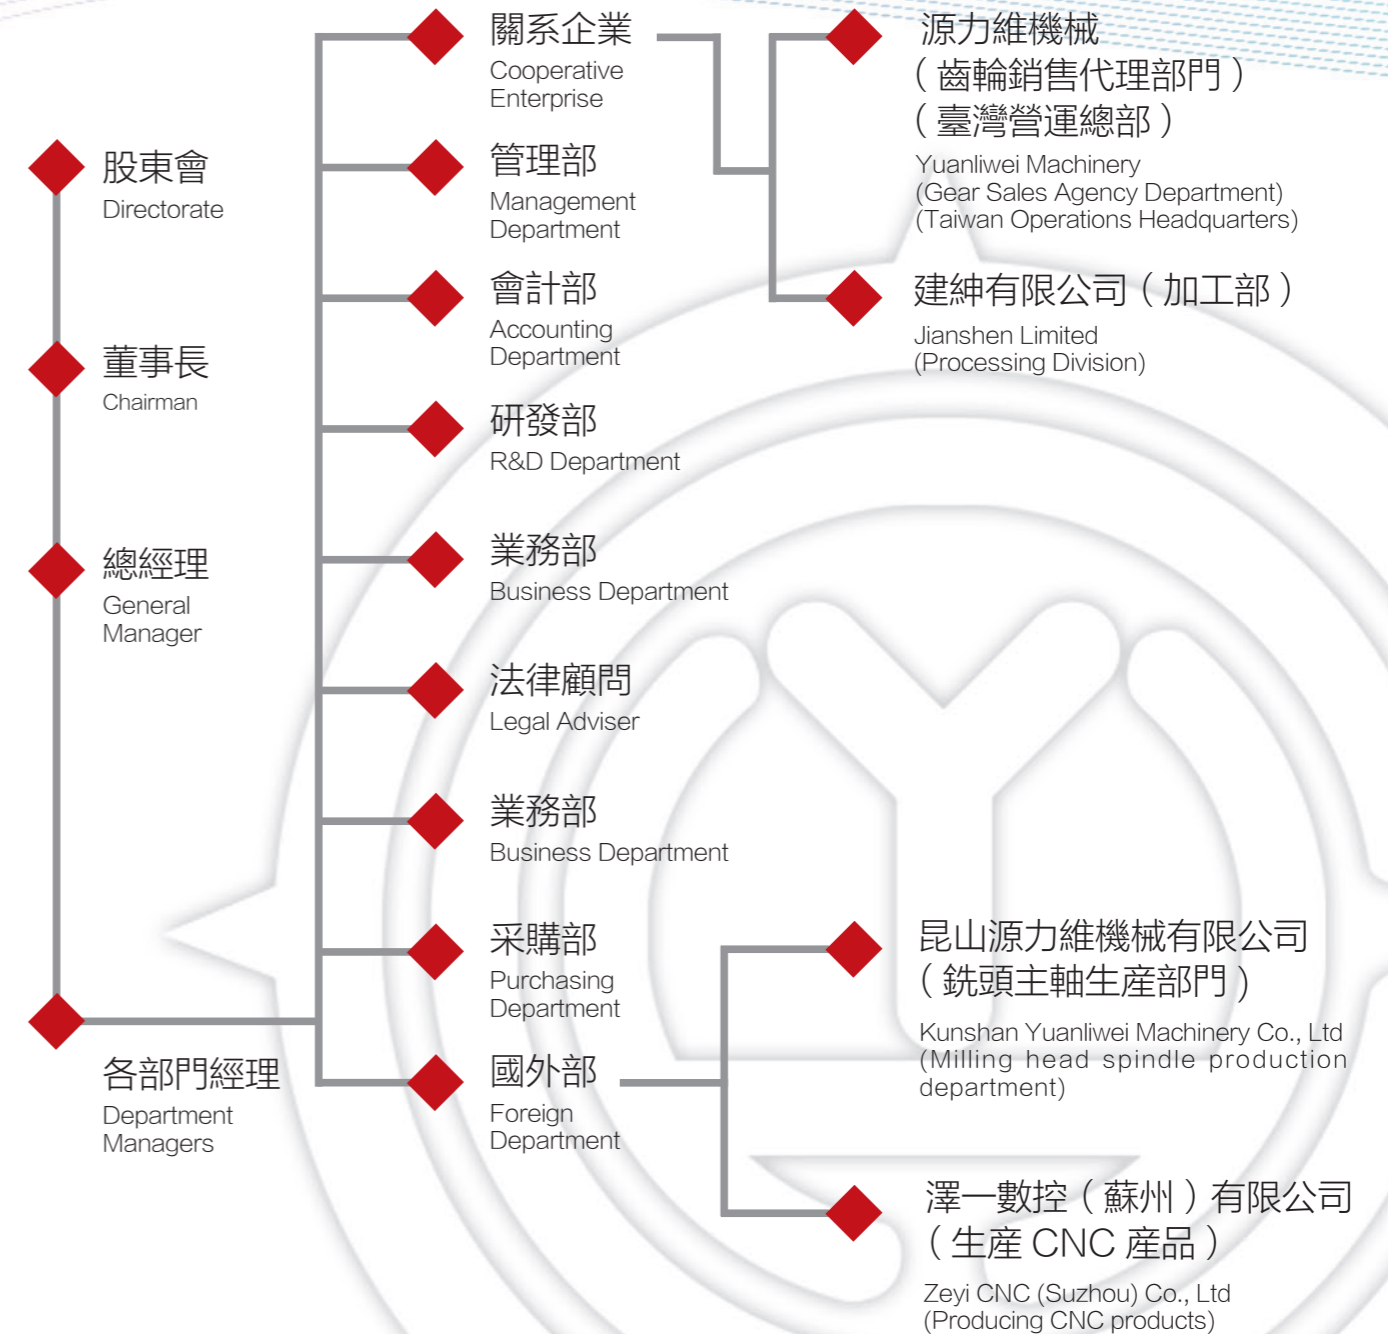 股東會
Directorate
董事長
Chairman
總經理
General
Manager
各部門經理
Department
Managers
關系企業
Cooperative
Enterprise
管理部
Management
Department
會計部
Accounting
Department
研發部
R&D Department
業務部
Business Department
法律顧問
Legal Adviser
業務部
Business Department
采購部
Purchasing
Department
國外部
Foreign
Department
源力維機械
（齒輪銷售代理部門）
（臺灣營運總部）
Yuanliwei Machinery
(Gear Sales Agency Department)
(Taiwan Operations Headquarters)
建紳有限公司（加工部）
Jianshen Limited
(Processing Division)
昆山源力維機械有限公司
（銑頭主軸生産部門）
Kunshan Yuanliwei Machinery Co., Ltd
(Milling head spindle production
department)
澤一數控（蘇州）有限公司
（生産 CNC 産品）
Zeyi CNC (Suzhou) Co., Ltd
(Producing CNC products)